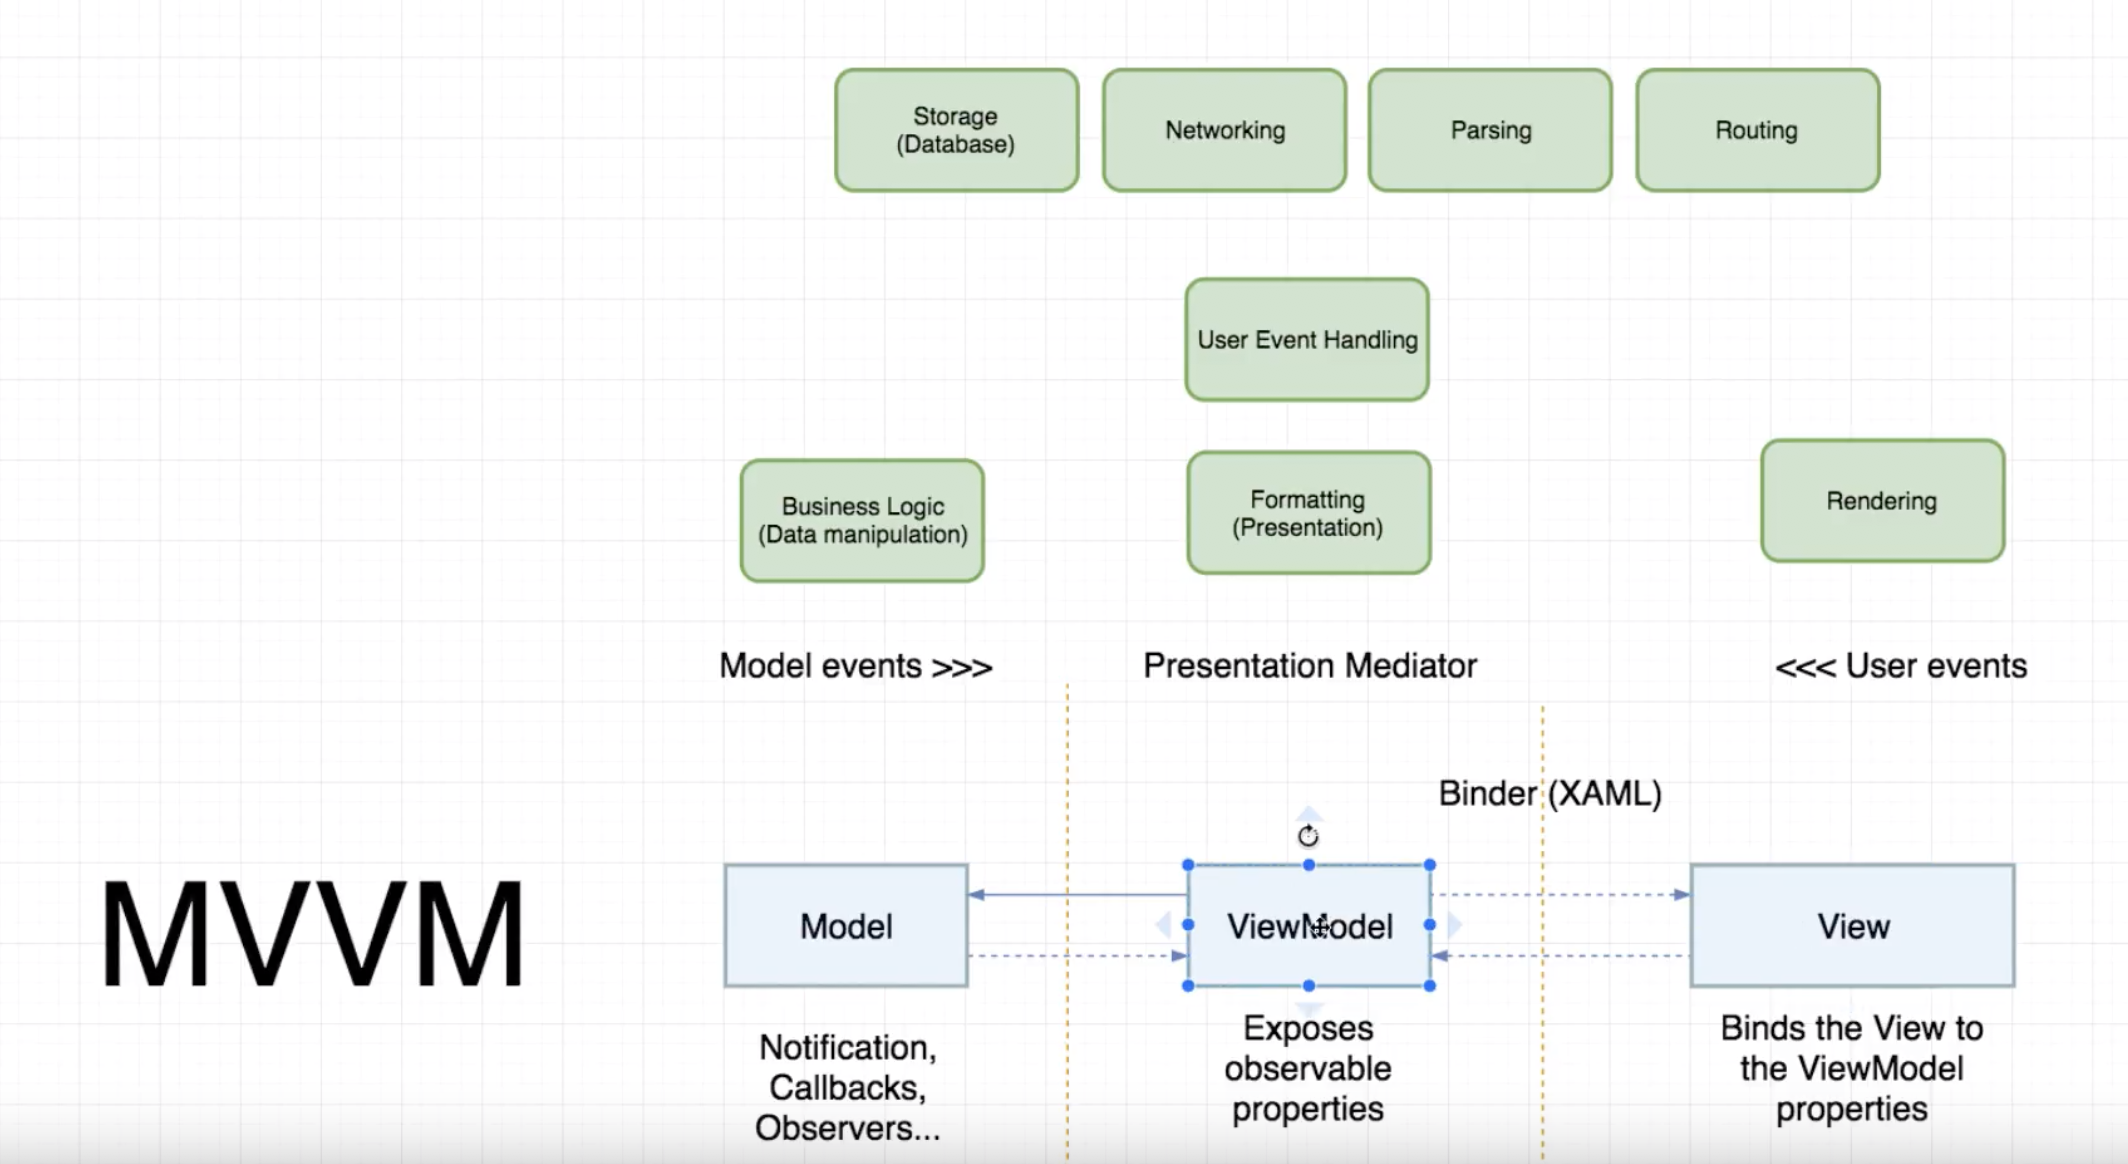 Storage
(Database)
Networking
Parsing
Routing
User Event Handling
Business Logic
(Data manipulation)
Formatting
(Presentation)
Rendering
Model events >>>
Presentation Mediator
<<< User events
Binder (XAML)
MVVM
Model
ViewModel
View
Notification,
Callbacks,
Observers...
Exposes
observable
properties
Binds the View to
the ViewModel
properties